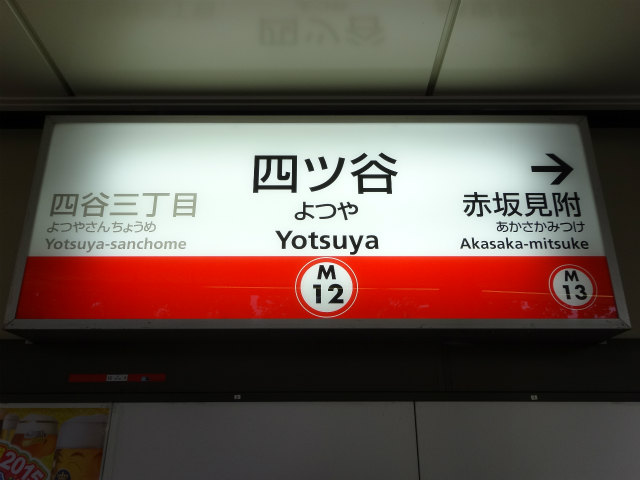 四ツ谷
よつや
Yotsuya
四谷三丁目
よつやさんちょうめ
Yotsuya-sanchome
→
赤坂見附
あかさかみつけ
Akasaka-mitsuke
M
12
M
13
2015